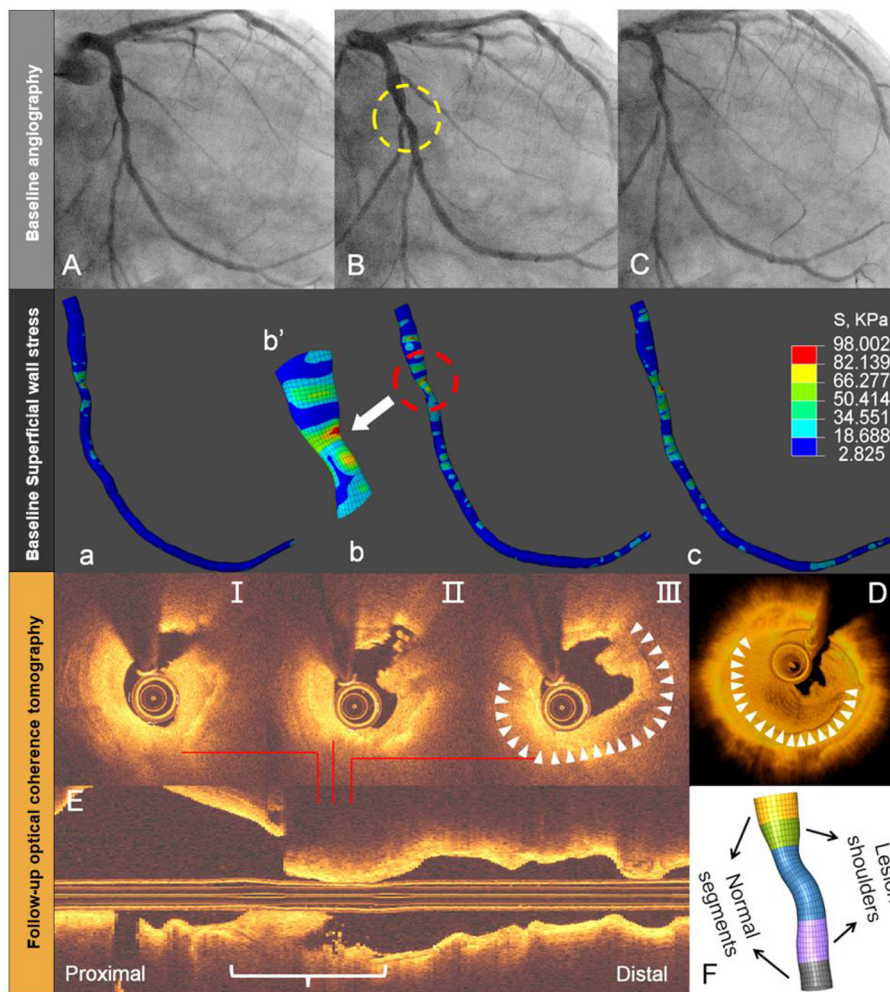 Baseline angiography
A
B
C
Baseline Superficial wall stress
b'
a
b
c
S, KPa
98.002
82.139
66.277
50.414
34.551
18.688
2.825
Follow-up optical coherence tomography
I
II
III
D
E
Proximal
Distal
Lesion
shoulders
Normal
segments
F